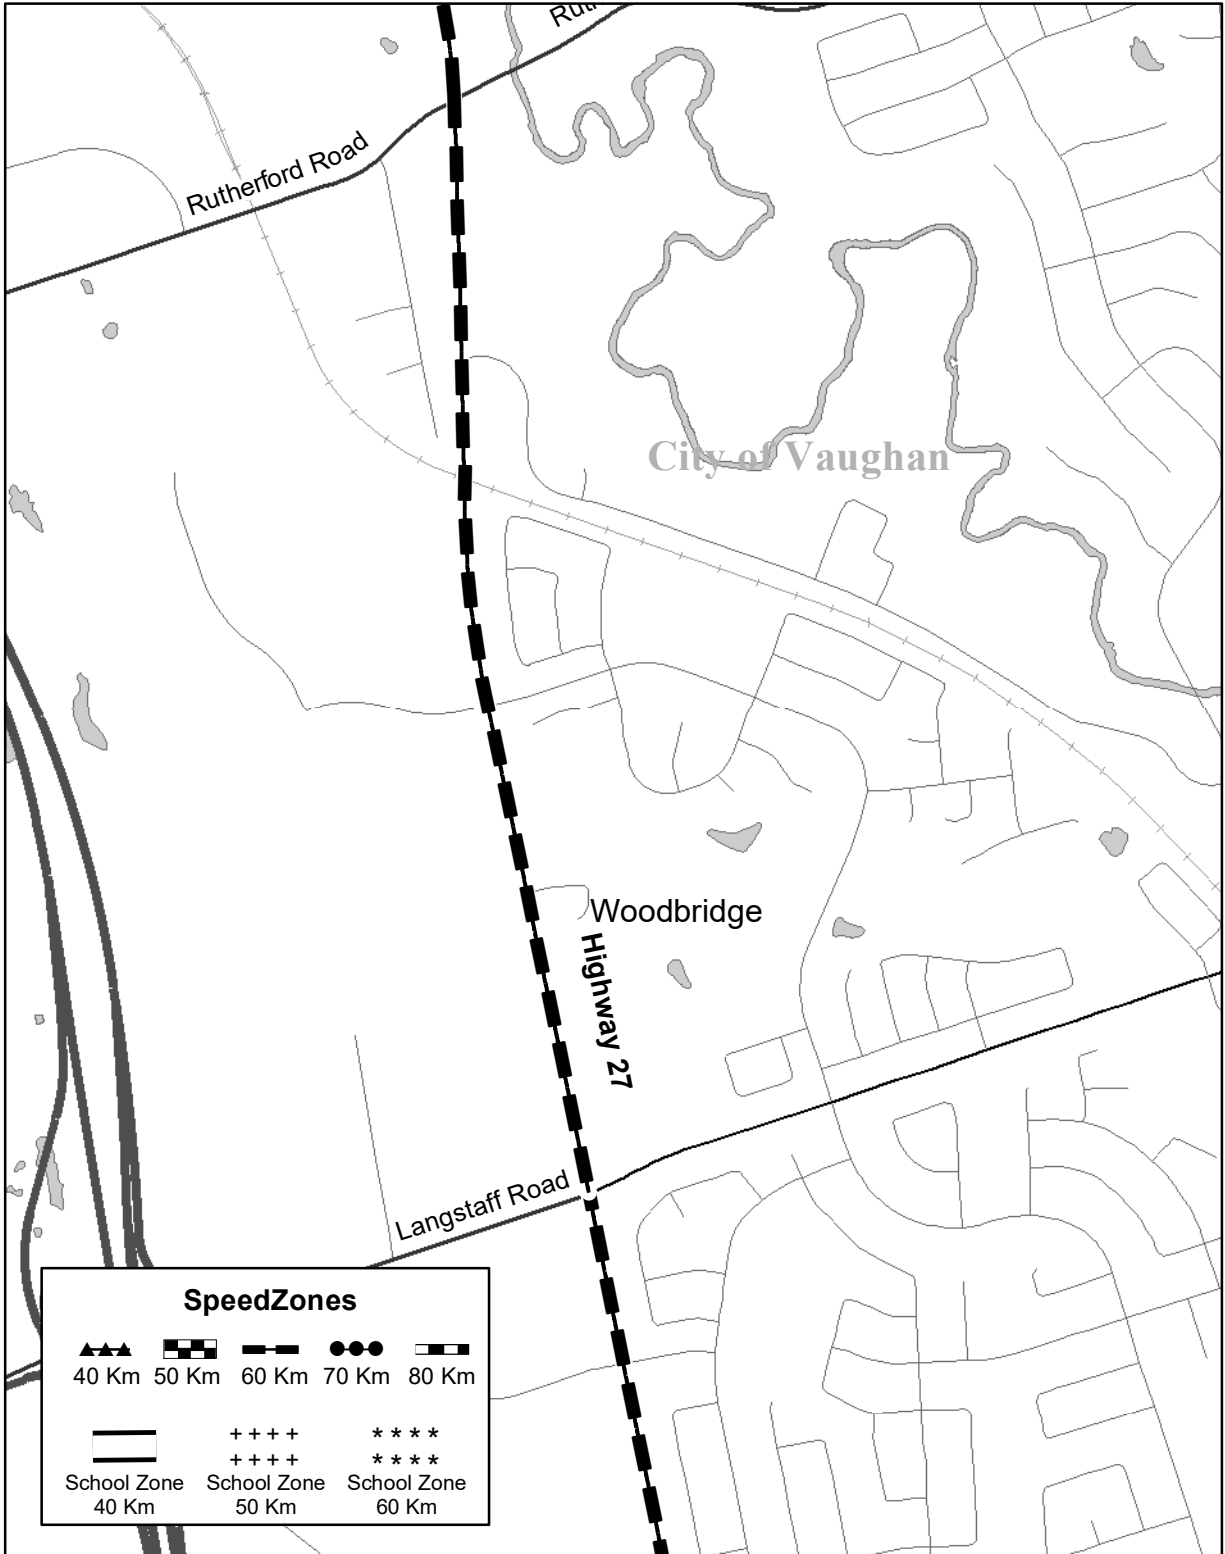 Rutherford Road
City of Vaughan
Woodbridge
Highway 27
Langstaff Road
SpeedZones
40 Km 50 Km 60 Km 70 Km 80 Km
School Zone School Zone School Zone
40 Km 50 Km 60 Km